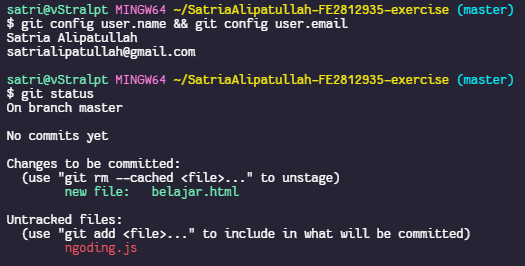 satri@vStralpt MINGW64 ~/SatriaAlipatullah-FE2812935-exercise (master)
$ git config user.name && git config user.email
Satria Alipatullah
satrialipatullah@gmail.com

satri@vStralpt MINGW64 ~/SatriaAlipatullah-FE2812935-exercise (master)
$ git status
On branch master

No commits yet

Changes to be committed:
  (use "git rm --cached <file>..." to unstage)
        new file:   belajar.html

Untracked files:
  (use "git add <file>..." to include in what will be committed)
        ngoding.js